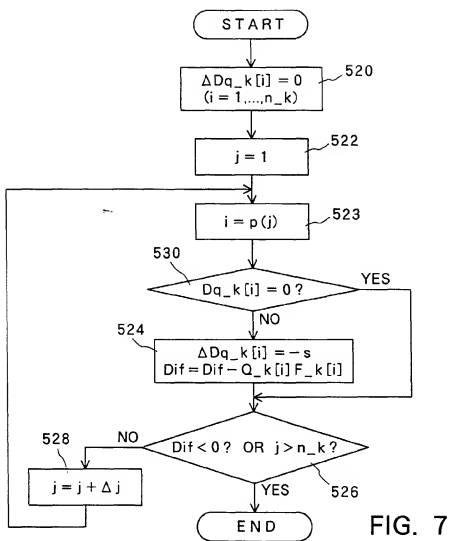 START
ΔDq_k[i]=0
(i=1,...,n_k)
520
j=1
522
i=p(j)
523
530
Dq_k[i]=0?
YES
NO
524
ΔDq_k[i]=-s
Dif=Dif-Q_k[i]F_k[i]
NO
Dif<0? OR j>n_k?
528
j=j+Δj
YES
526
END
FIG. 7